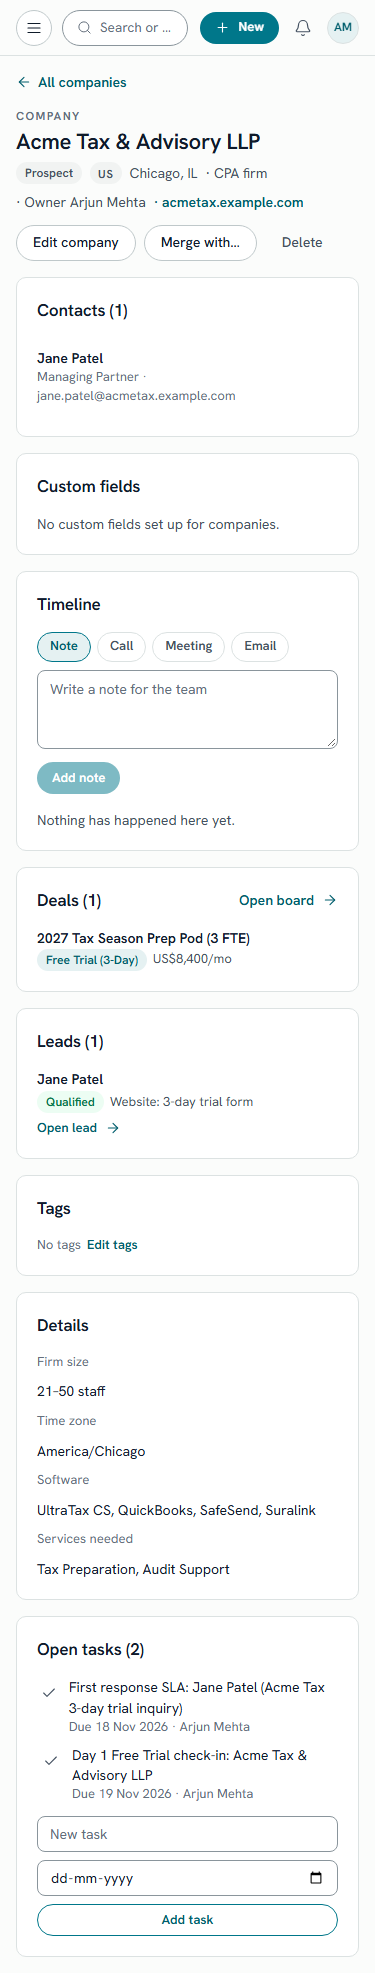 Search or ...
New
AM
All companies
COMPANY
Acme Tax & Advisory LLP
Prospect US Chicago, IL · CPA firm
· Owner Arjun Mehta · acmetax.example.com
Edit company Merge with... Delete
Contacts (1)
Jane Patel
Managing Partner ·
jane.patel@acmetax.example.com
Custom fields
No custom fields set up for companies.
Timeline
Note Call Meeting Email
Write a note for the team
Add note
Nothing has happened here yet.
Deals (1) Open board
2027 Tax Season Prep Pod (3 FTE)
Free Trial (3-Day) US$8,400/mo
Leads (1)
Jane Patel
Qualified Website: 3-day trial form
Open lead
Tags
No tags Edit tags
Details
Firm size
21–50 staff
Time zone
America/Chicago
Software
UltraTax CS, QuickBooks, SafeSend, Suralink
Services needed
Tax Preparation, Audit Support
Open tasks (2)
First response SLA: Jane Patel (Acme Tax
3-day trial inquiry)
Due 18 Nov 2026 · Arjun Mehta
Day 1 Free Trial check-in: Acme Tax &
Advisory LLP
Due 19 Nov 2026 · Arjun Mehta
New task
dd-mm-yyyy
Add task